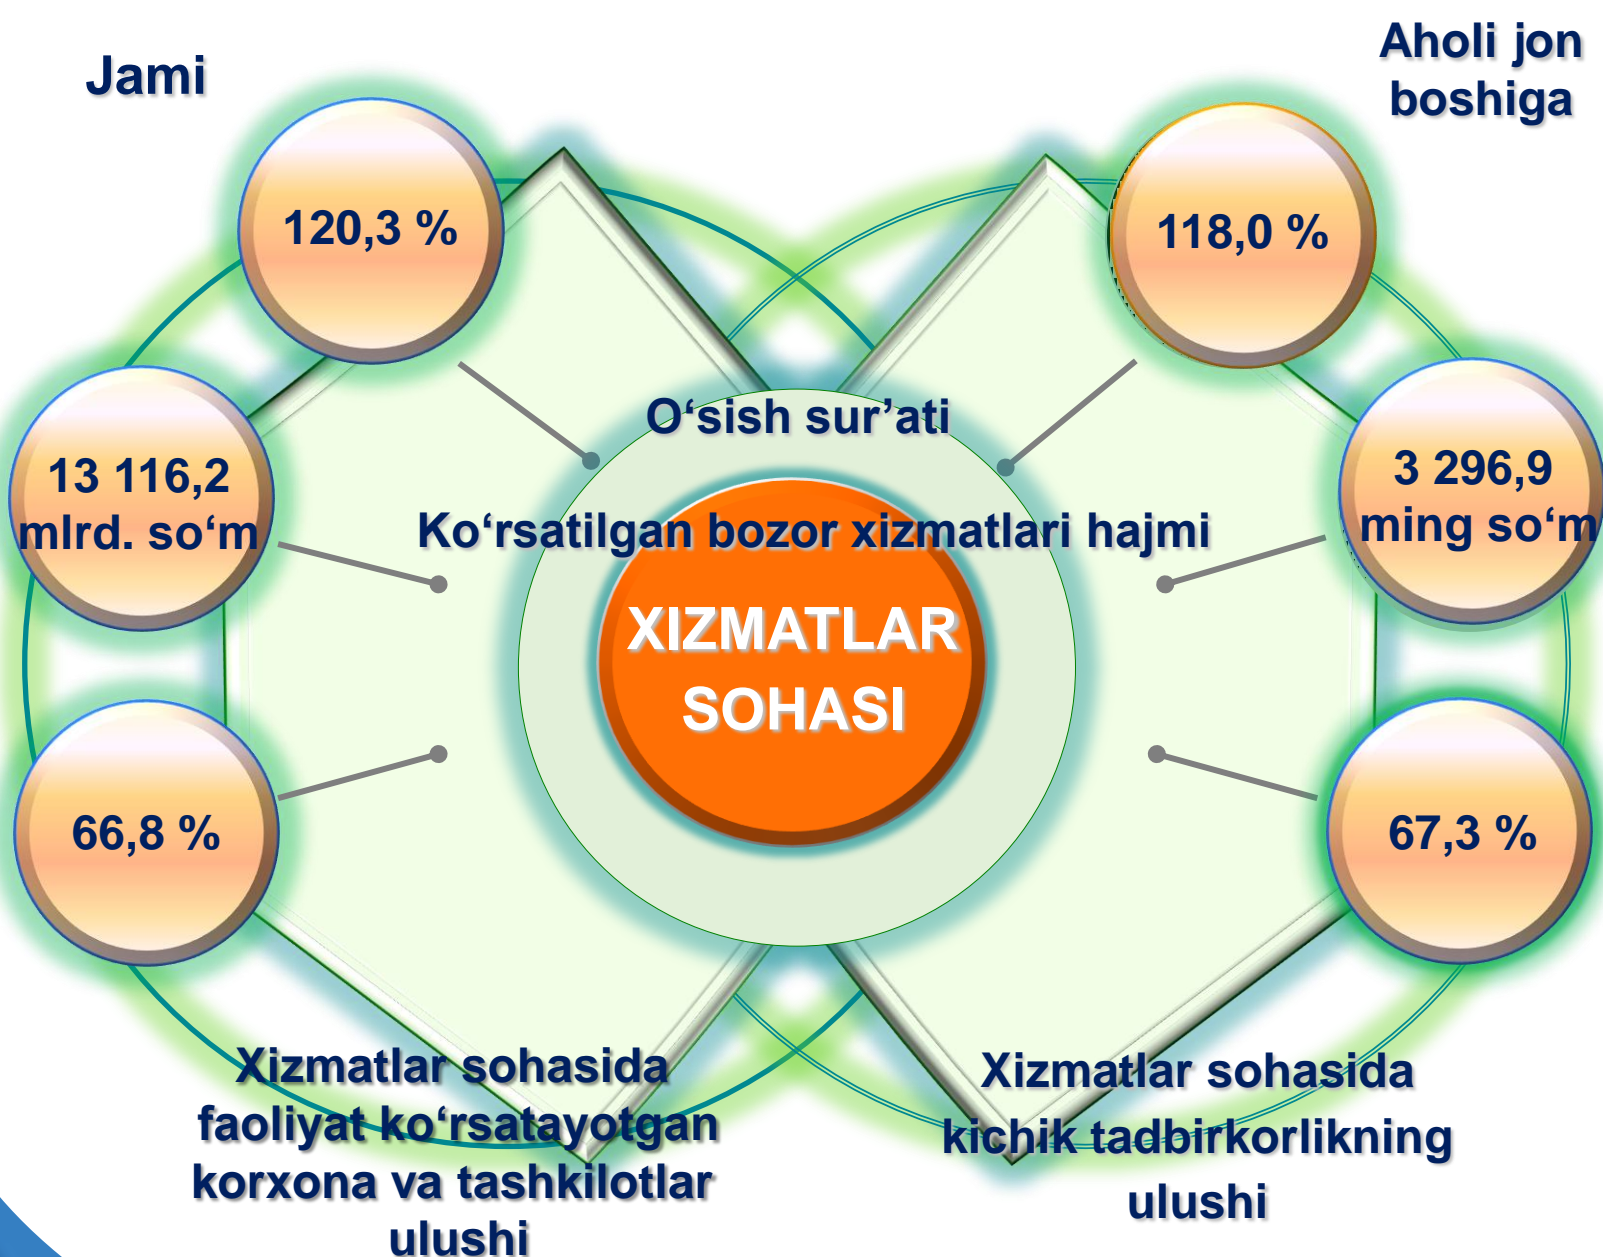 Jami
Aholi jon
boshiga
120,3 %
118,0 %
O‘sish sur’ati
13 116,2
mlrd. so‘m
3 296,9
ming so‘m
Ko‘rsatilgan bozor xizmatlari hajmi
XIZMATLAR
SOHASI
66,8 %
67,3 %
Xizmatlar sohasida
faoliyat ko‘rsatayotgan
korxona va tashkilotlar
ulushi
Xizmatlar sohasida
kichik tadbirkorlikning
ulushi